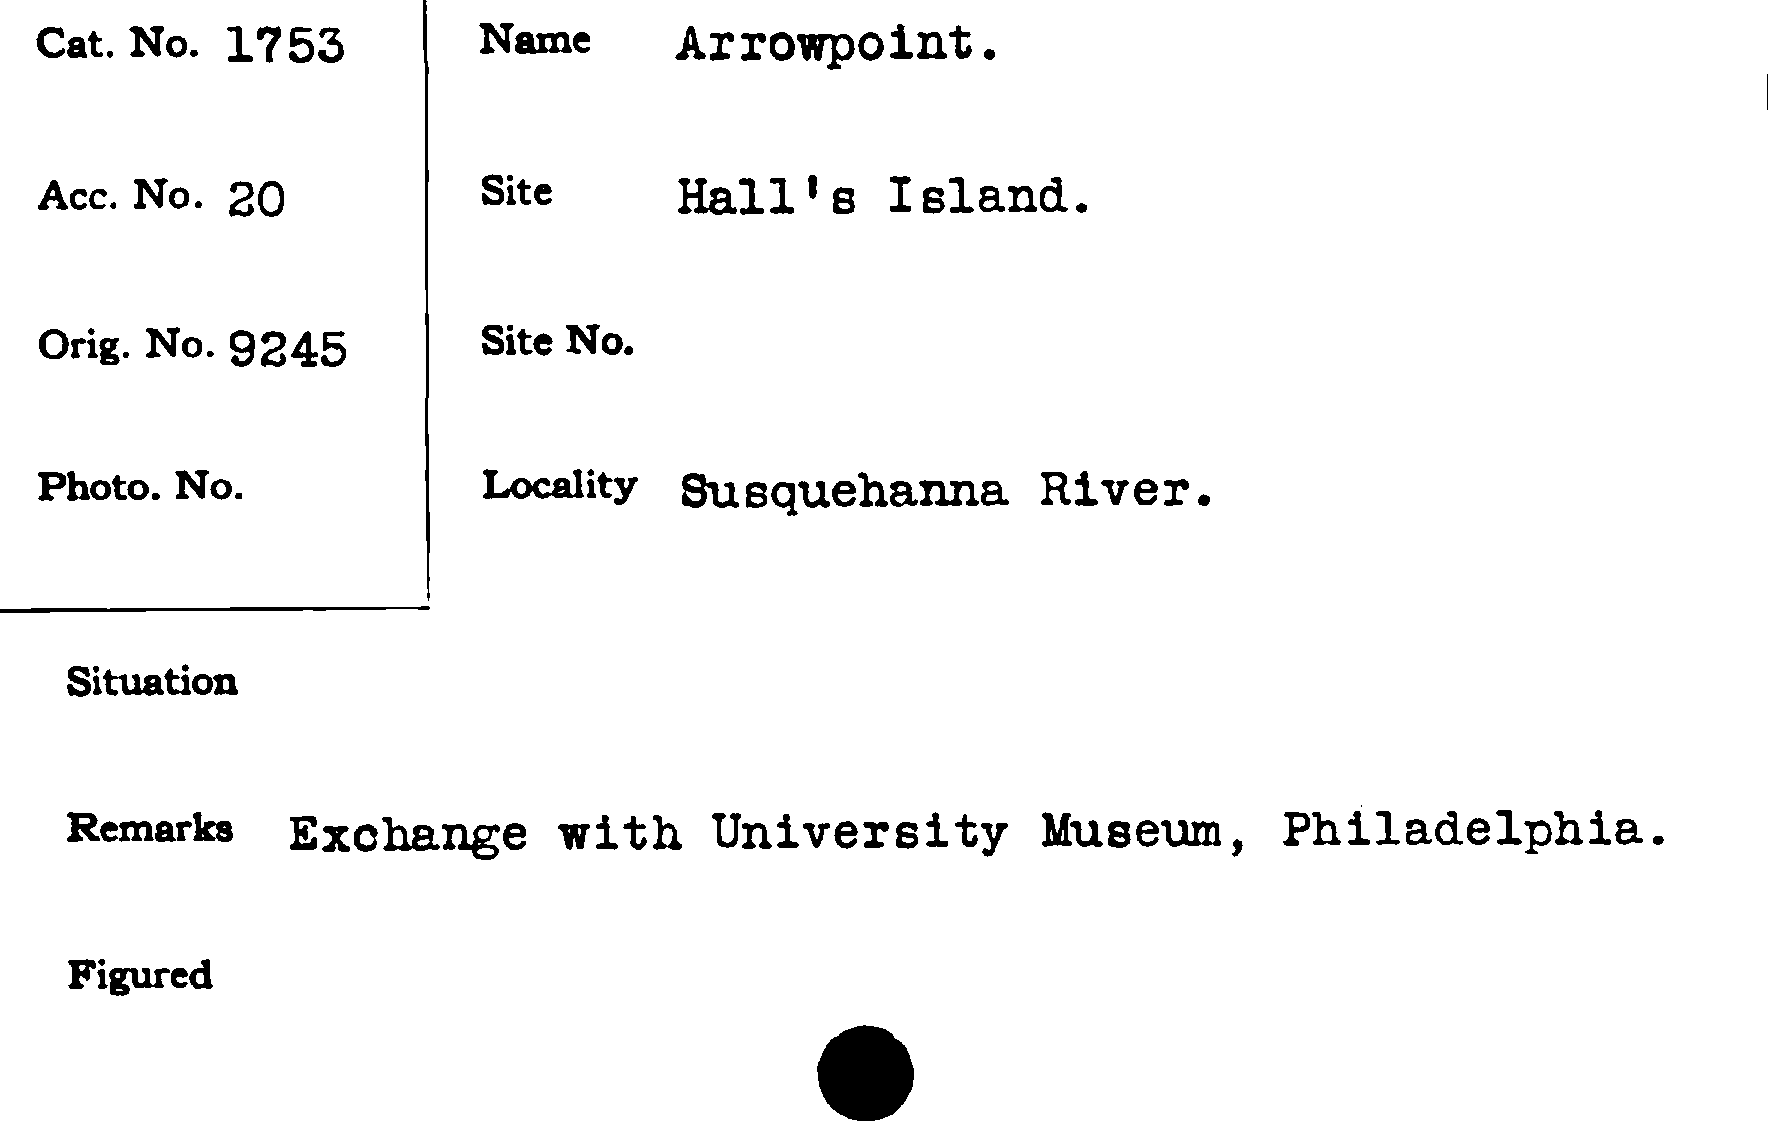 Cat. No. 1753
Acc. No. 20
Orig. No. 9245
Photo. No.
Name Arrowpoint.
Site Hall's Island.
Site No.
Locality Susquehanna River.
Situation
Remarks Exchange with University Museum, Philadelphia.
Figured